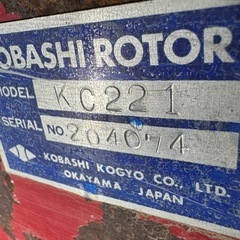 OBASHI ROTOR
MODEL KC221
SERIAL NO. 204074
KOBASHI KOGYO CO., LTD.
OKAYAMA JAPAN